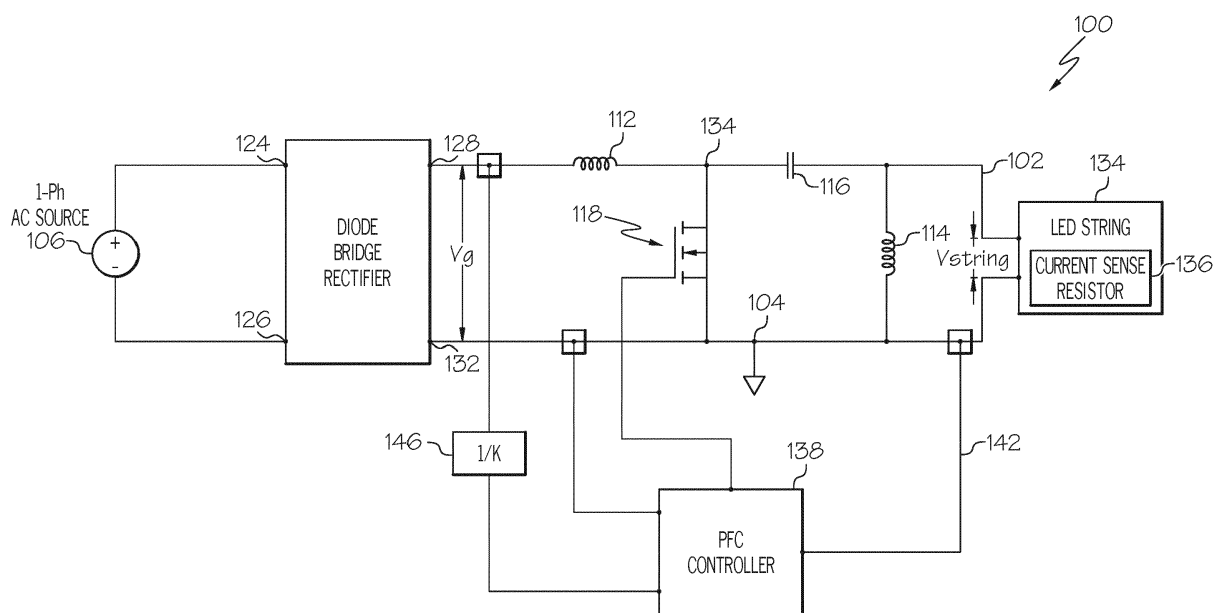 100
112
134
124
128
102
116
134
1-Ph
AC SOURCE
106
+
-
DIODE
BRIDGE
RECTIFIER
Vg
118
114
Vstring
LED STRING
CURRENT SENSE
RESISTOR
136
126
132
104
146
1/K
138
142
PFC
CONTROLLER